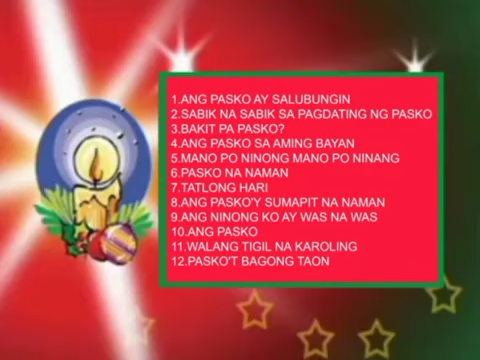 1.ANG PASKO AY SALUBUNGIN
2.SABIK NA SABIK SA PAGDATING NG PASKO
3.BAKIT PA PASKO?
4.ANG PASKO SA AMING BAYAN
5.MANO PO NINONG MANO PO NINANG
6.PASKO NA NAMAN
7.TATLONG HARI
8.ANG PASKO'Y SUMAPIT NA NAMAN
9.ANG NINONG KO AY WAS NA WAS
10.ANG PASKO
11.WALANG TIGIL NA KAROLING
12.PASKO'T BAGONG TAON